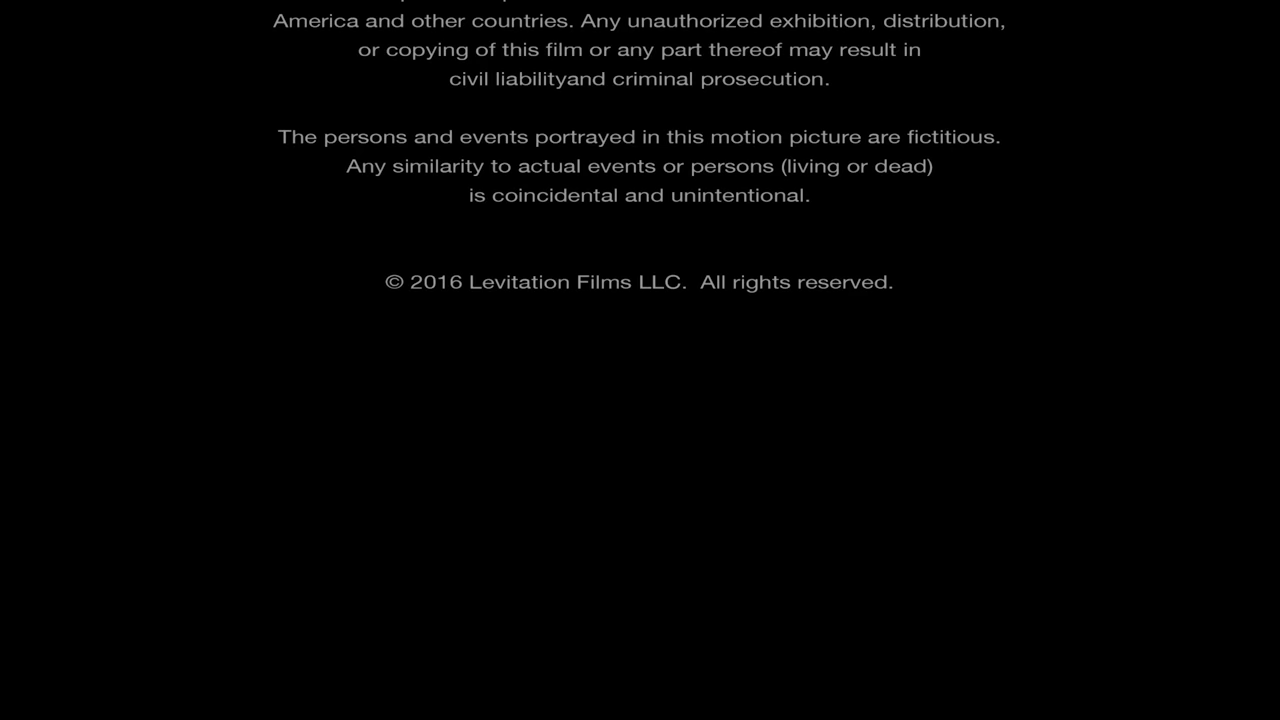 America and other countries. Any unauthorized exhibition, distribution,
or copying of this film or any part thereof may result in
civil liabilityand criminal prosecution.
The persons and events portrayed in this motion picture are fictitious.
Any similarity to actual events or persons (living or dead)
is coincidental and unintentional.
© 2016 Levitation Films LLC.  All rights reserved.